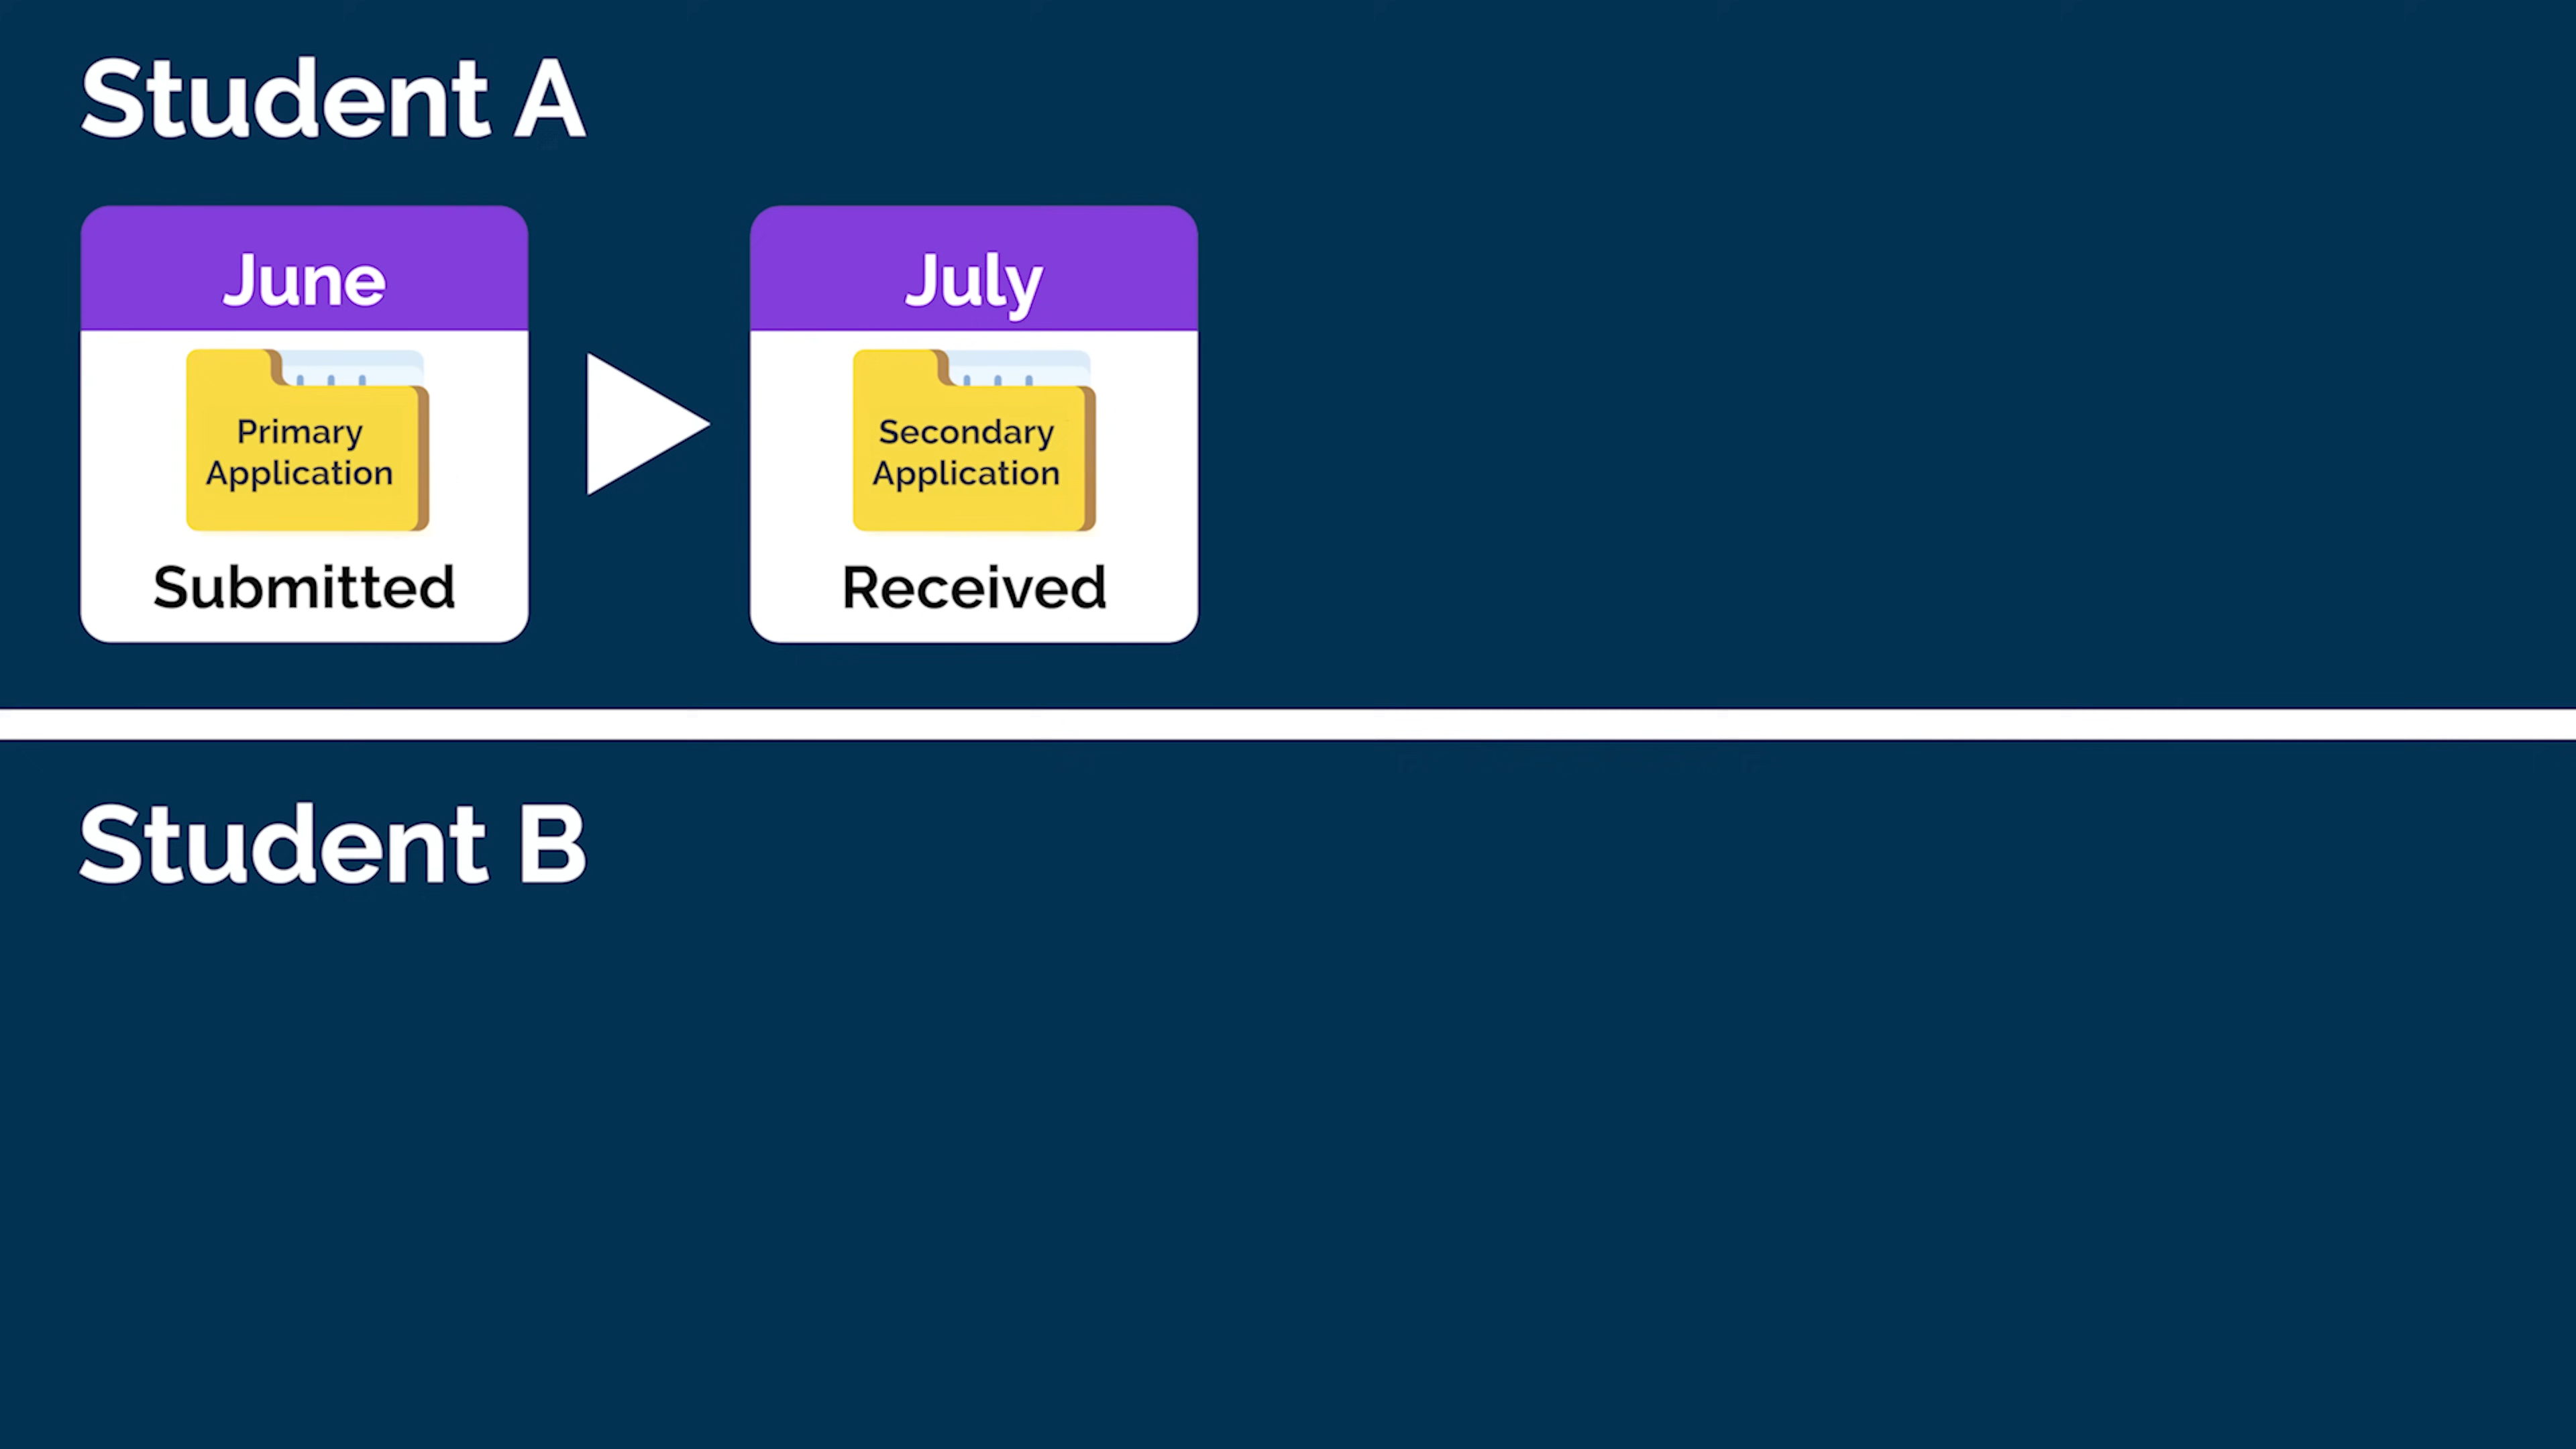 Student A
June
Primary
Application
Submitted
July
Secondary
Application
Received
Student B